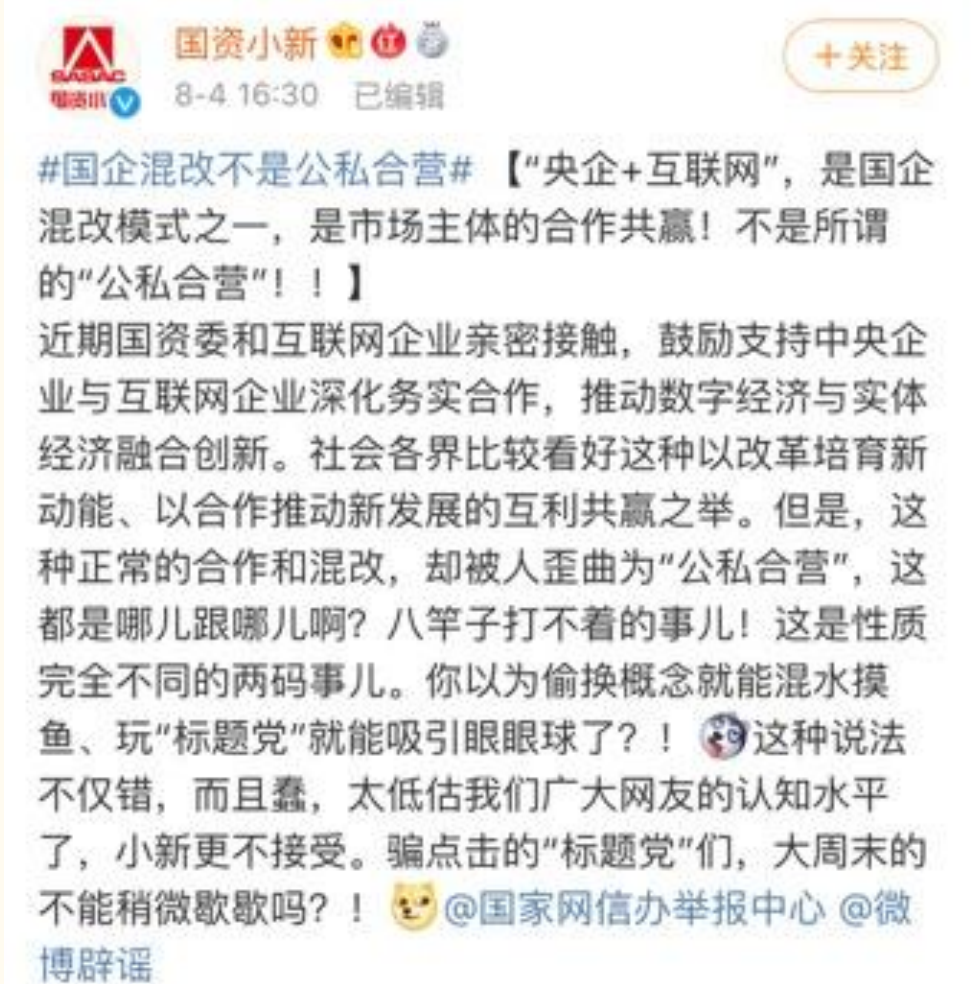 国资小新
+关注
SASAC
8-4 16:30 已编辑
#国企混改不是公私合营# 【“央企+互联网”,是国企
混改模式之一,是市场主体的合作共赢!不是所谓
的“公私合营”!!】
近期国资委和互联网企业亲密接触,鼓励支持中央企
业与互联网企业深化务实合作,推动数字经济与实体
经济融合创新。社会各界比较看好这种以改革培育新
动能、以合作推动新发展的互利共赢之举。但是,这
种正常的合作和混改,却被人歪曲为“公私合营”,这
都是哪儿跟哪儿啊?八竿子打不着的事儿!这是性质
完全不同的两码事儿。你以为偷换概念就能混水摸
鱼、玩“标题党”就能吸引眼眼球了?!这种说法
不仅错,而且蠢,太低估我们广大网友的认知水平
了,小新更不接受。骗点击的“标题党”们,大周末的
不能稍微歇歇吗?!@国家网信办举报中心 @微
博辟谣